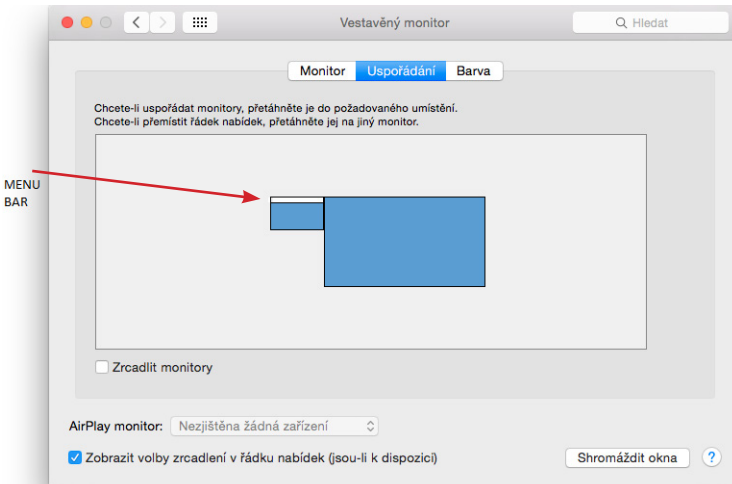 Vestavěný monitor
Hledat
Monitor Uspořádání Barva
Chcete-li uspořádat monitory, přetáhněte je do požadovaného umístění.
Chcete-li přemístit řádek nabídek, přetáhněte jej na jiný monitor.
MENU
BAR
Zrcadlit monitory
AirPlay monitor: Nezjištěna žádná zařízení
Zobrazit volby zrcadlení v řádku nabídek (jsou-li k dispozici)
Shromáždit okna ?